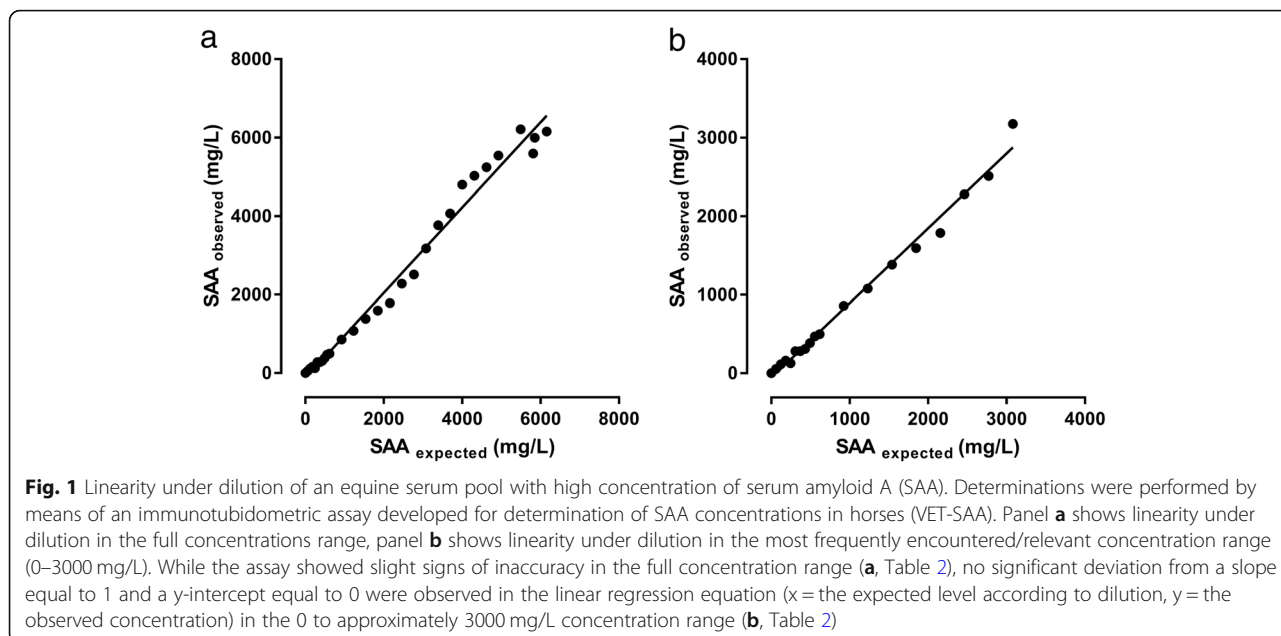 a
8000
6000
4000
2000
0
SAA observed (mg/L)
0 2000 4000 6000 8000
SAA expected (mg/L)
b
4000
3000
2000
1000
0
SAA observed (mg/L)
0 1000 2000 3000 4000
SAA expected (mg/L)
Fig. 1 Linearity under dilution of an equine serum pool with high concentration of serum amyloid A (SAA). Determinations were performed by
means of an immunotubidometric assay developed for determination of SAA concentrations in horses (VET-SAA). Panel a shows linearity under
dilution in the full concentrations range, panel b shows linearity under dilution in the most frequently encountered/relevant concentration range
(0–3000 mg/L). While the assay showed slight signs of inaccuracy in the full concentration range (a, Table 2), no significant deviation from a slope
equal to 1 and a y-intercept equal to 0 were observed in the linear regression equation (x = the expected level according to dilution, y = the
observed concentration) in the 0 to approximately 3000 mg/L concentration range (b, Table 2)